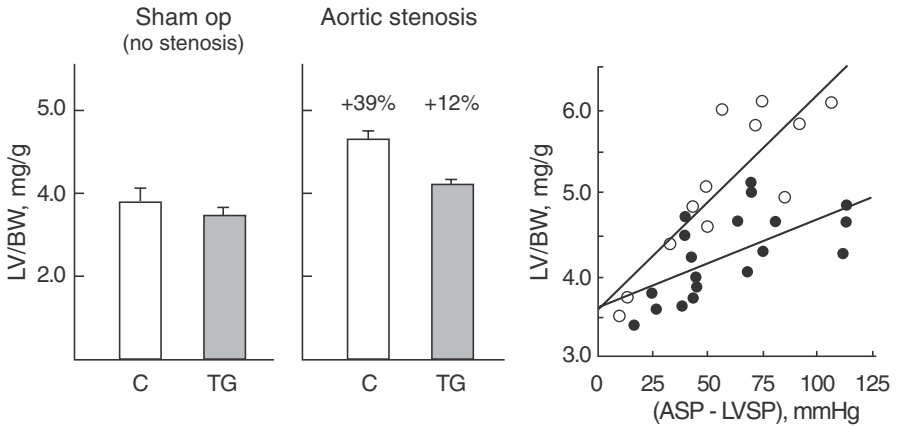 Sham op
(no stenosis)
Aortic stenosis
LV/BW, mg/g
5.0
4.0
2.0
C
TG
+39%
+12%
C
TG
LV/BW, mg/g
6.0
5.0
4.0
3.0
0
25
50
75
100
125
(ASP - LVSP), mmHg